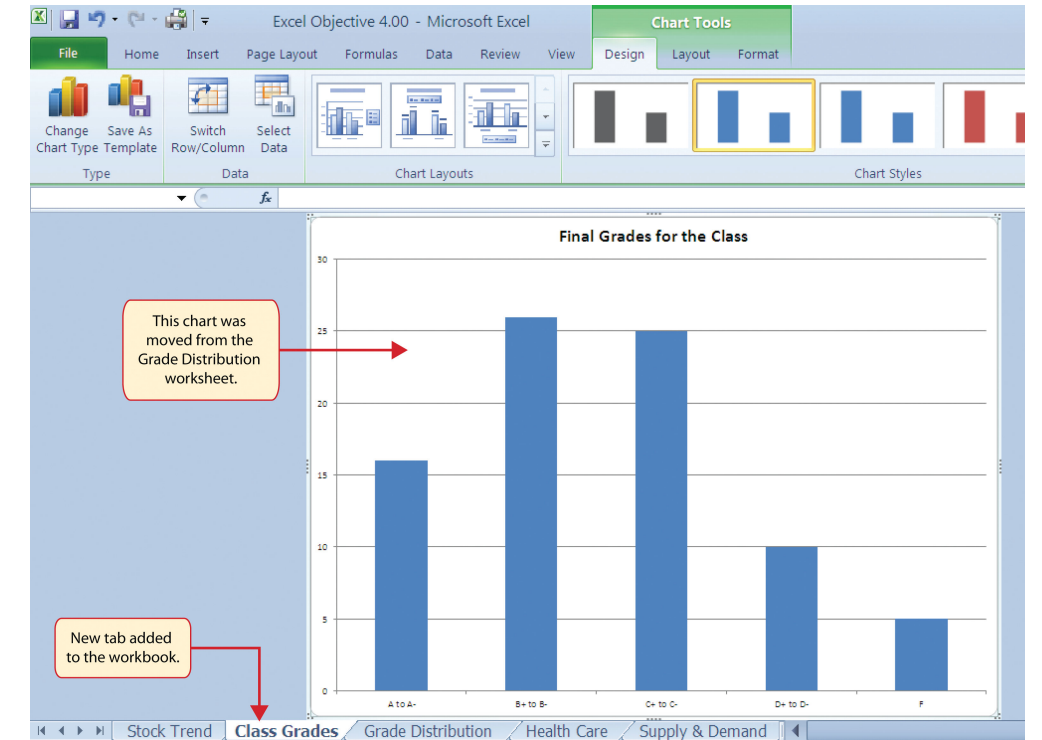 Excel Objective 4.00 - Microsoft Excel
Chart Tools
File Home Insert Page Layout Formulas Data Review View Design Layout Format
Change Chart Type
Save As Template
Switch Row/Column
Select Data
Type Data Chart Layouts Chart Styles
fx
Final Grades for the Class
30
25
20
15
10
5
0
A to A- B+ to B- C+ to C- D+ to D- F
This chart was
moved from the
Grade Distribution
worksheet.
New tab added
to the workbook.
Stock Trend Class Grades Grade Distribution Health Care Supply & Demand